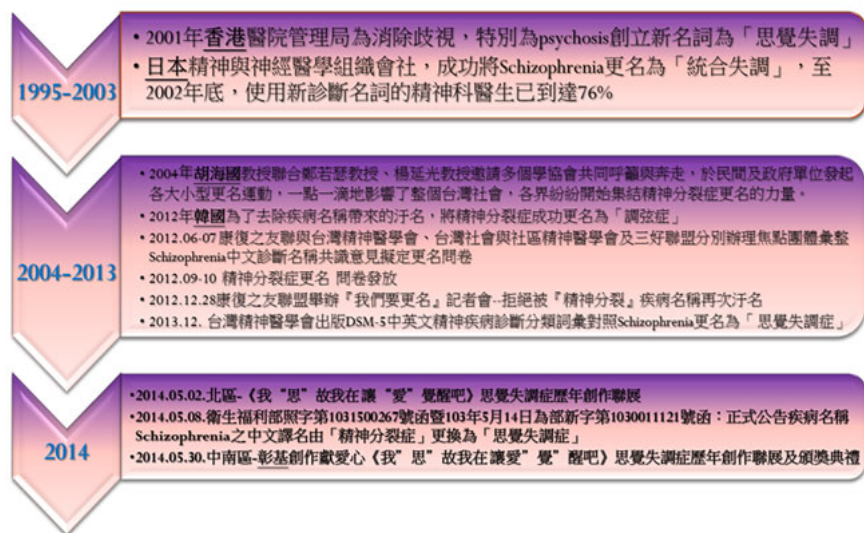 1995-2003
• 2001年香港醫院管理局為消除歧視，特別為psychosis創立新名詞為「思覺失調」
• 日本精神與神經醫學組織會社，成功將Schizophrenia更名為「統合失調」，至
2002年底，使用新診斷名詞的精神科醫生已到達76%
2004-2013
• 2004年胡海國教授聯合鄭若瑟教授、楊延光教授邀請多個學協會共同呼籲與奔走，於民間及政府單位發起
各大小型更名運動，一點一滴地影響了整個台灣社會，各界紛紛開始集結精神分裂症更名的力量。
• 2012年韓國為了去除疾病名稱帶來的汙名，將精神分裂症成功更名為「調弦症」
• 2012.06-07 康復之友聯與台灣精神醫學會、台灣社會與社區精神醫學會及三好聯盟分別辦理焦點團體彙整
Schizophrenia中文診斷名稱共識意見擬定更名問卷
• 2012.09-10 精神分裂症更名 問卷發放
• 2012.12.28康復之友聯盟舉辦『我們要更名』記者會--拒絕被『精神分裂』疾病名稱再次汙名
• 2013.12. 台灣精神醫學會出版DSM-5中英文精神疾病診斷分類詞彙對照Schizophrenia更名為「思覺失調症」
2014
•2014.05.02.北區-《我“思”故我在 讓“愛”覺醒吧》思覺失調症歷年創作聯展
•2014.05.08.衛生福利部照字第1031500267號函暨103年5月14日為部新字第1030011121號函：正式公告疾病名稱
Schizophrenia之中文譯名由「精神分裂症」更換為「思覺失調症」
•2014.05.30.中南區-彰基創作獻愛心《我”思”故我在 讓愛”覺”醒吧》思覺失調症歷年創作聯展及頒獎典禮